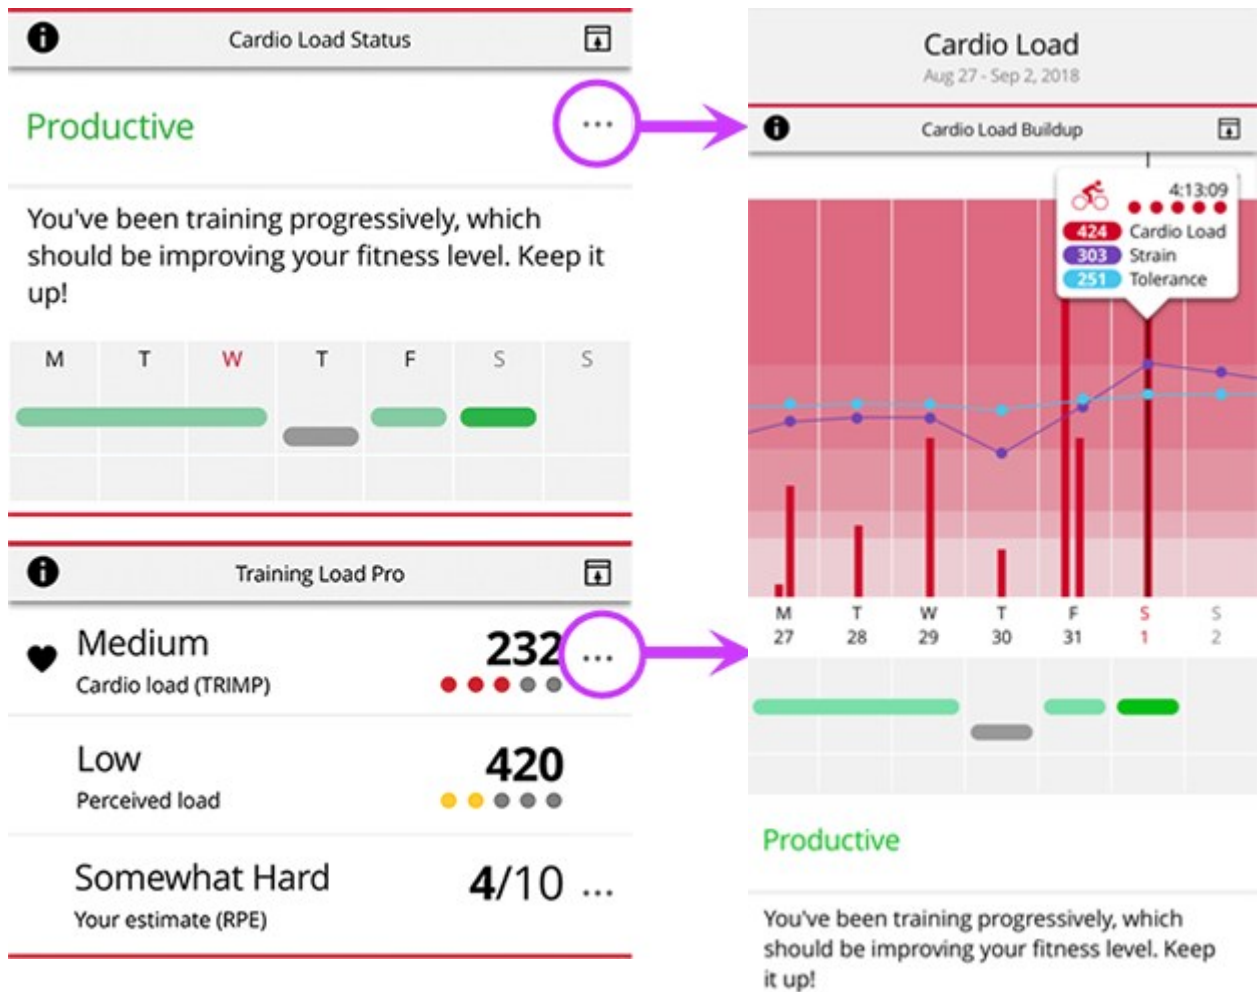 Cardio Load Status
Productive
...
You've been training progressively, which
should be improving your fitness level. Keep it
up!
M T W T F S S
Training Load Pro
Medium
232
...
Cardio load (TRIMP)
Low
420
Perceived load
Somewhat Hard
4/10
...
Your estimate (RPE)
Cardio Load
Aug 27 - Sep 2, 2018
Cardio Load Buildup
4:13:09
424 Cardio Load
303 Strain
251 Tolerance
M T W T F S S
27 28 29 30 31 1 2
Productive
You've been training progressively, which
should be improving your fitness level. Keep
it up!